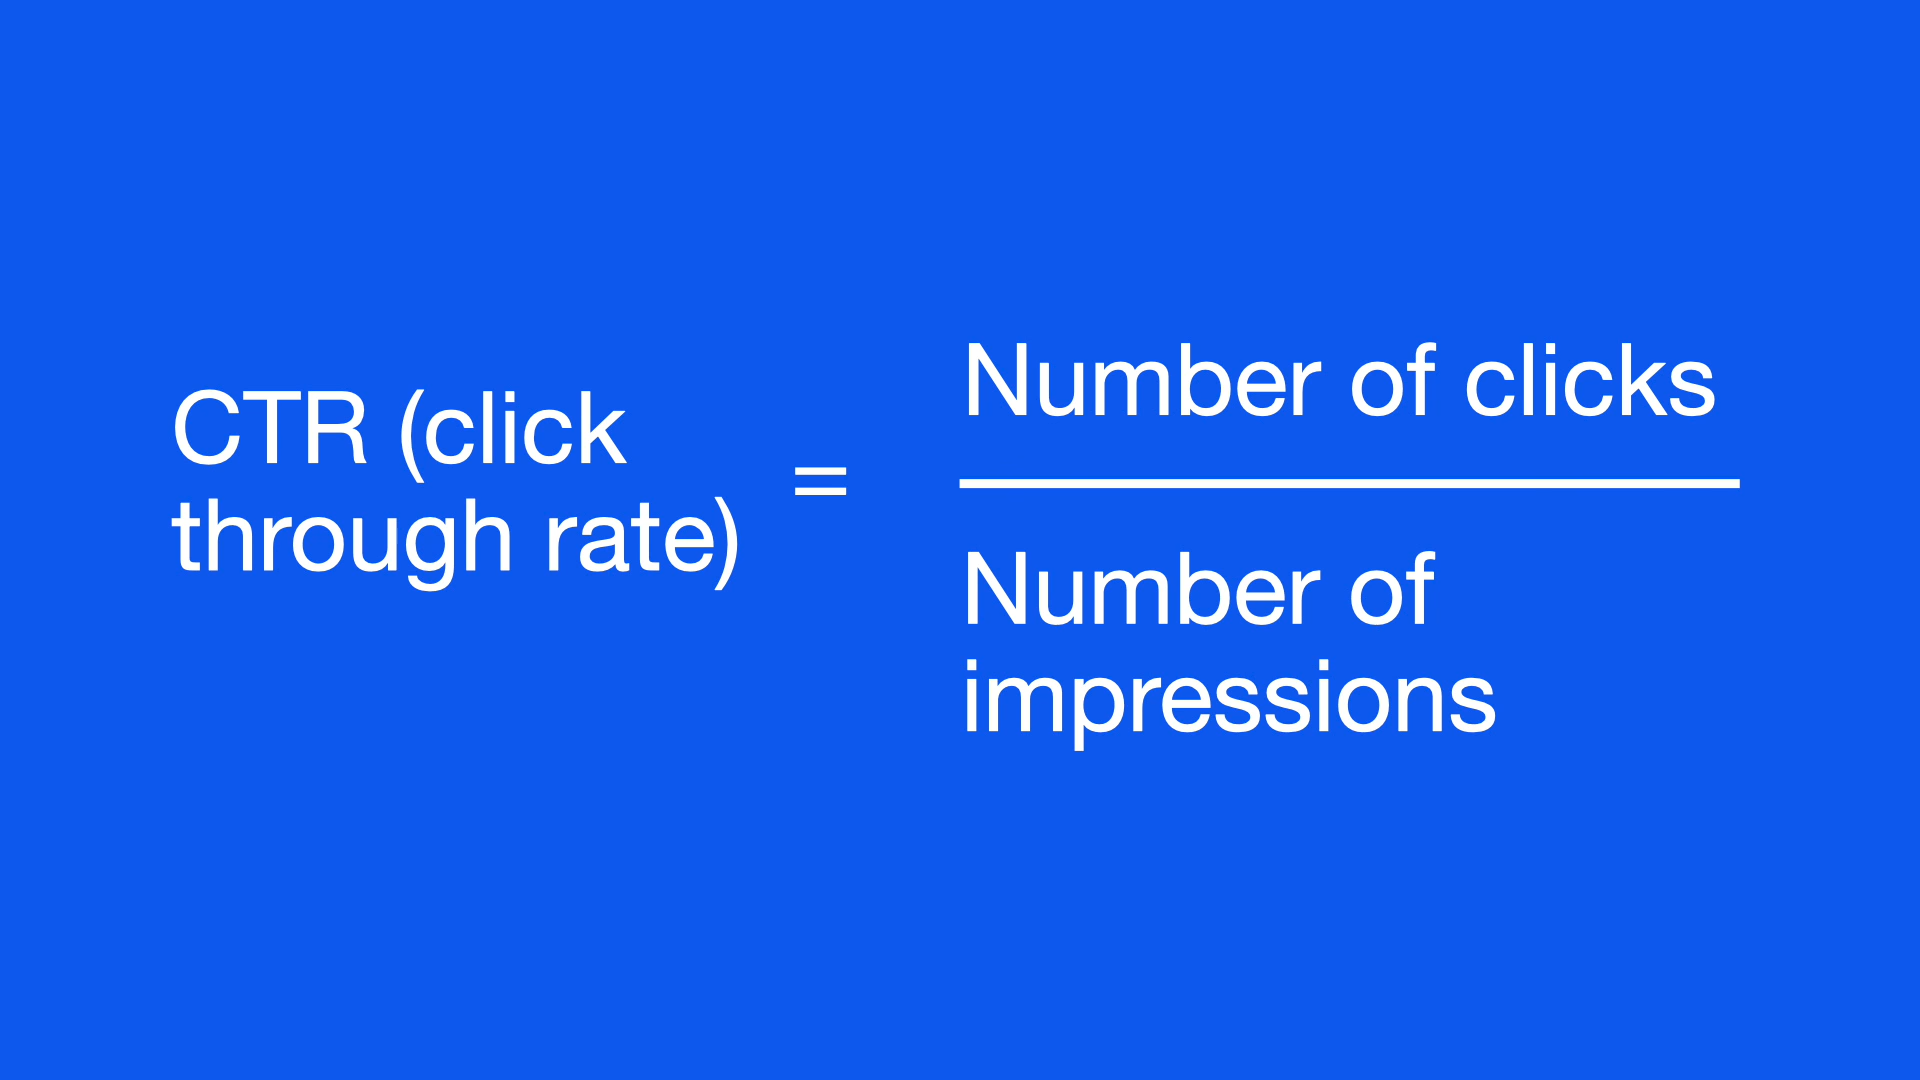 CTR (click
through rate)
=
Number of clicks
Number of
impressions